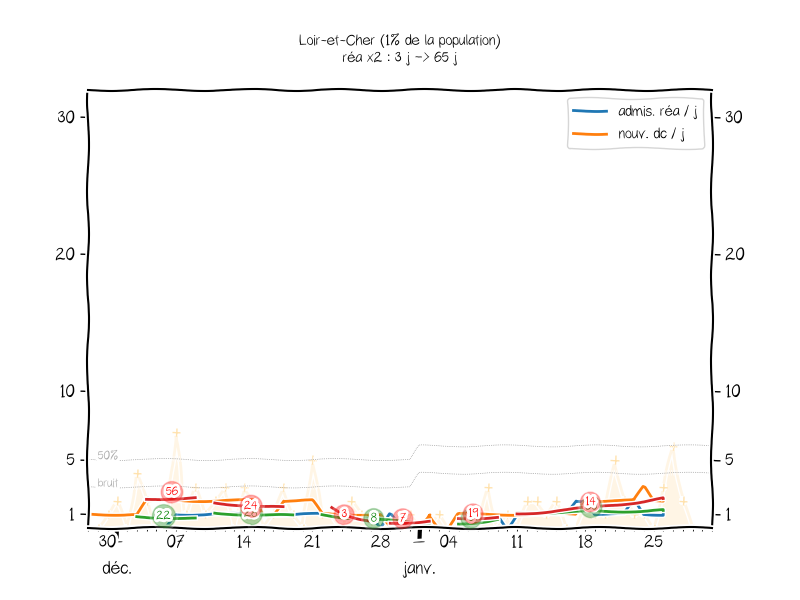 Loir-et-Cher (1% de la population)
réa x2 : 3 j -> 65 j
admis. réa / j
nouv. dc / j
30 30
20 20
10 10
50%
5 5
bruit
1 1
56 22 24 3 8 7 19 14
30 07 14 21 28 04 11 18 25
déc. janv.